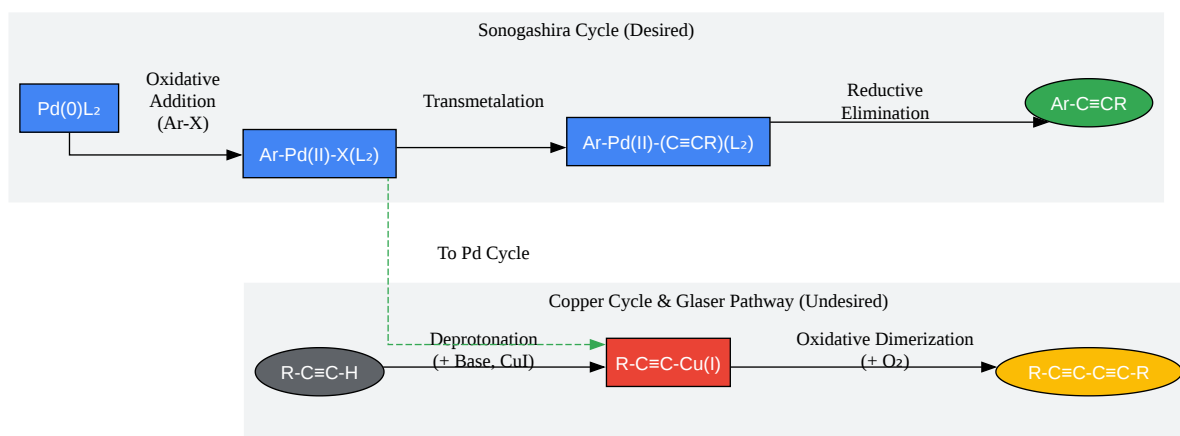 Sonogashira Cycle (Desired)
Pd(0)L₂
Oxidative
Addition
(Ar-X)
Ar-Pd(II)-X(L₂)
Transmetalation
Ar-Pd(II)-(C≡CR)(L₂)
Reductive
Elimination
Ar-C≡CR
To Pd Cycle
Copper Cycle & Glaser Pathway (Undesired)
R-C≡C-H
Deprotonation
(+ Base, CuI)
R-C≡C-Cu(I)
Oxidative Dimerization
(+ O₂)
R-C≡C-C≡C-R